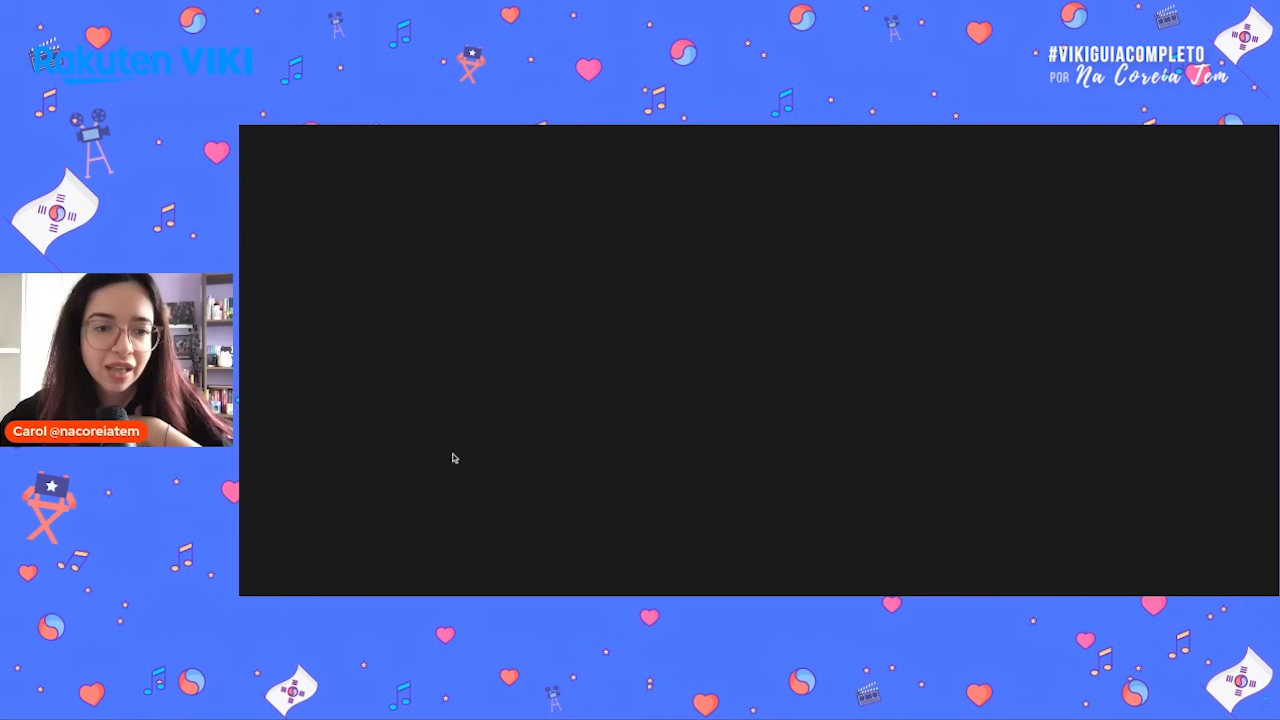 Rakuten VIKI
#VIKIGUIACOMPLETO
POR Na Coreia Tem
Carol @nacoreiatem